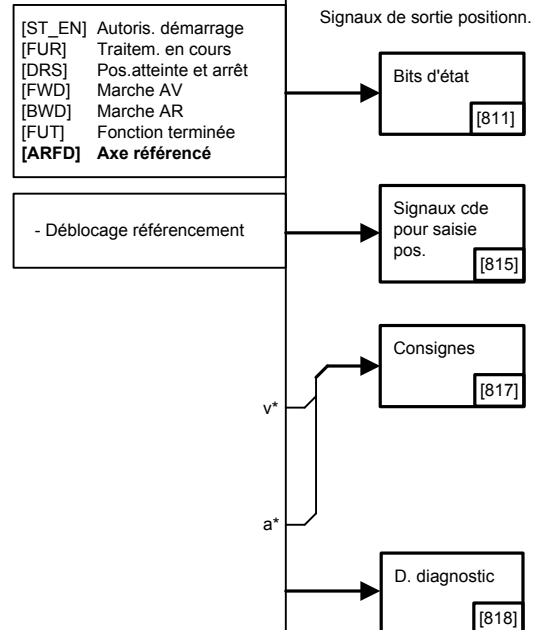 Signaux de sortie positionn.
[ST_EN] Autoris. démarrage
[FUR] Traitem. en cours
[DRS] Pos.atteinte et arrêt
[FWD] Marche AV
[BWD] Marche AR
[FUT] Fonction terminée
[ARFD] Axe référencé
Bits d'état
[811]
- Déblocage référencement
Signaux cde
pour saisie
pos.
[815]
Consignes
[817]
v*
a*
D. diagnostic
[818]